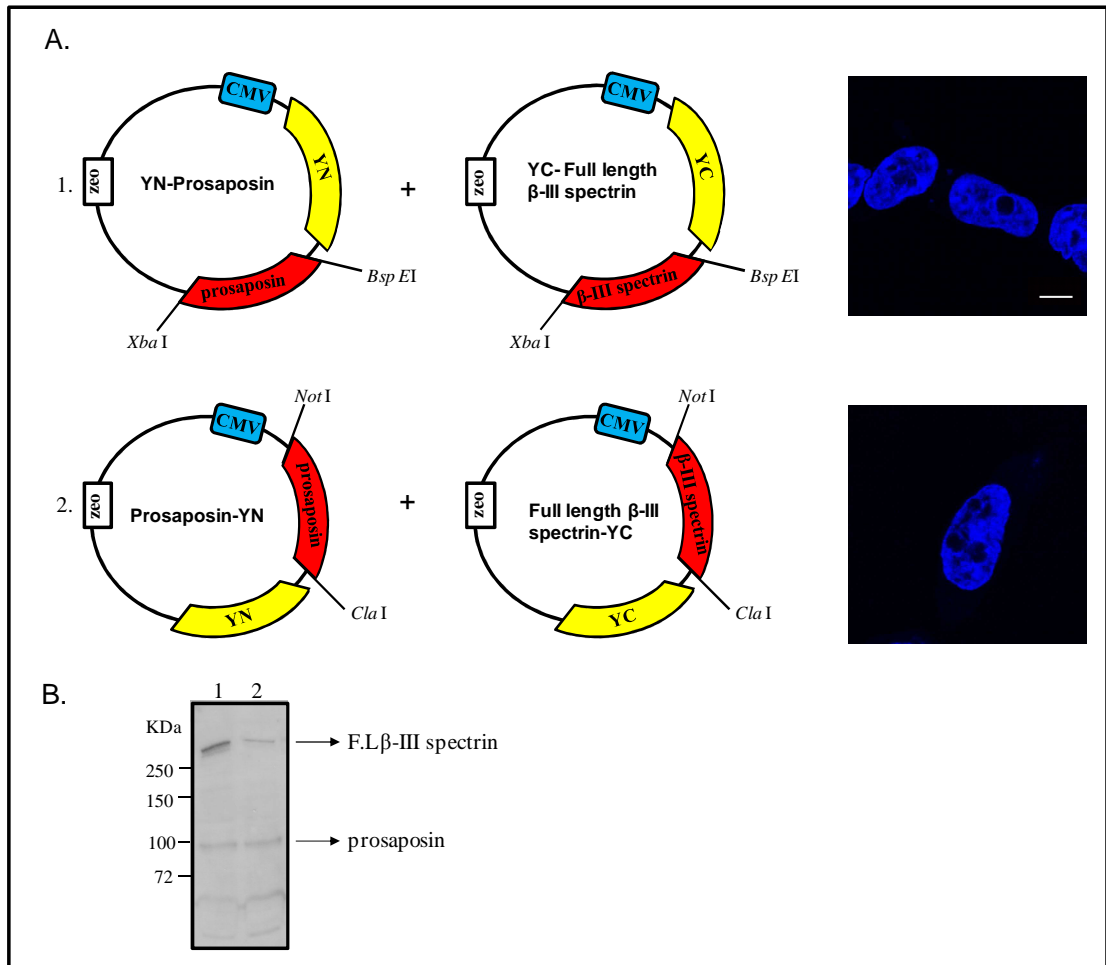 A.
CMV
YN
zeo
1.
YN-Prosaposin
prosaposin
Bsp EI
Xba I
+
CMV
YC
YC- Full length
β-III spectrin
β-III spectrin
Bsp EI
Xba I
Not I
CMV
prosaposin
zeo
2.
Prosaposin-YN
YN
Cla I
+
Not I
CMV
β-III spectrin
Full length β-III
spectrin-YC
YC
Cla I
B.
1 2
KDa
F.Lβ-III spectrin
250
150
100
prosaposin
72